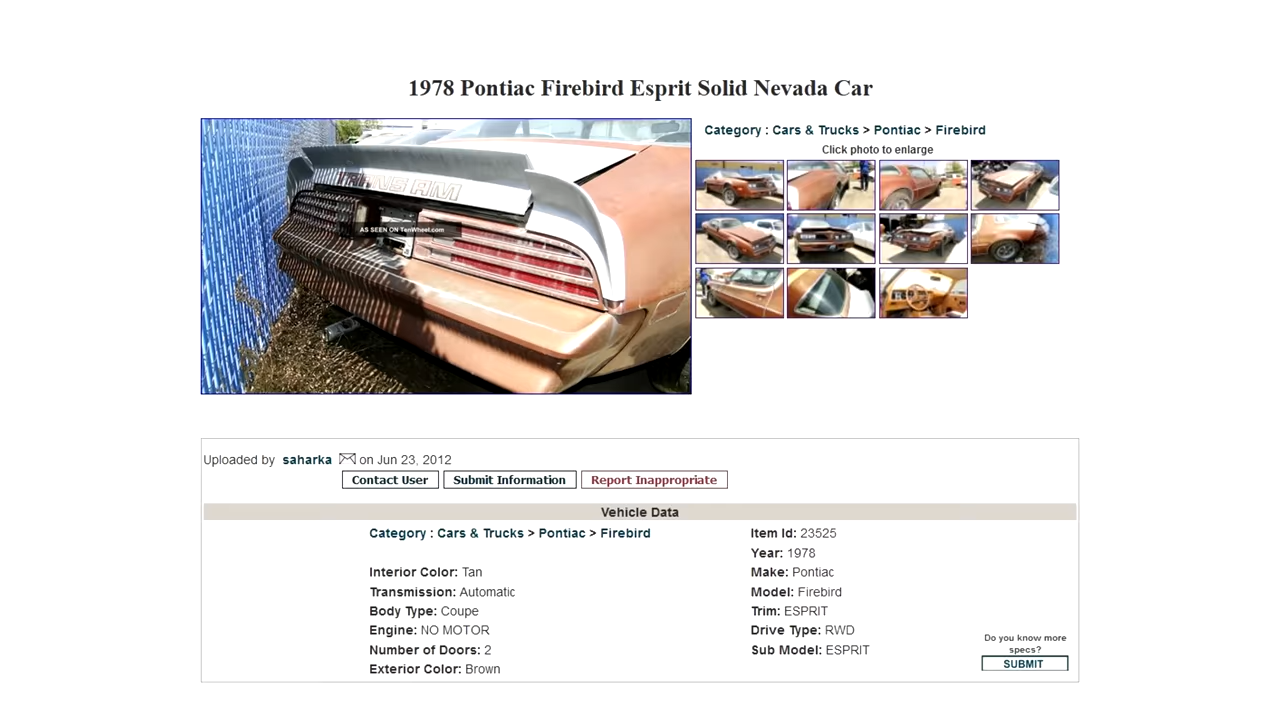 1978 Pontiac Firebird Esprit Solid Nevada Car
TRANS AM
AS SEEN ON TenWheel.com
Category : Cars & Trucks > Pontiac > Firebird
Click photo to enlarge
Uploaded by saharka on Jun 23, 2012
Contact User Submit Information Report Inappropriate
Vehicle Data
Category : Cars & Trucks > Pontiac > Firebird
Interior Color: Tan
Transmission: Automatic
Body Type: Coupe
Engine: NO MOTOR
Number of Doors: 2
Exterior Color: Brown
Item Id: 23525
Year: 1978
Make: Pontiac
Model: Firebird
Trim: ESPRIT
Drive Type: RWD
Sub Model: ESPRIT
Do you know more
specs?
SUBMIT